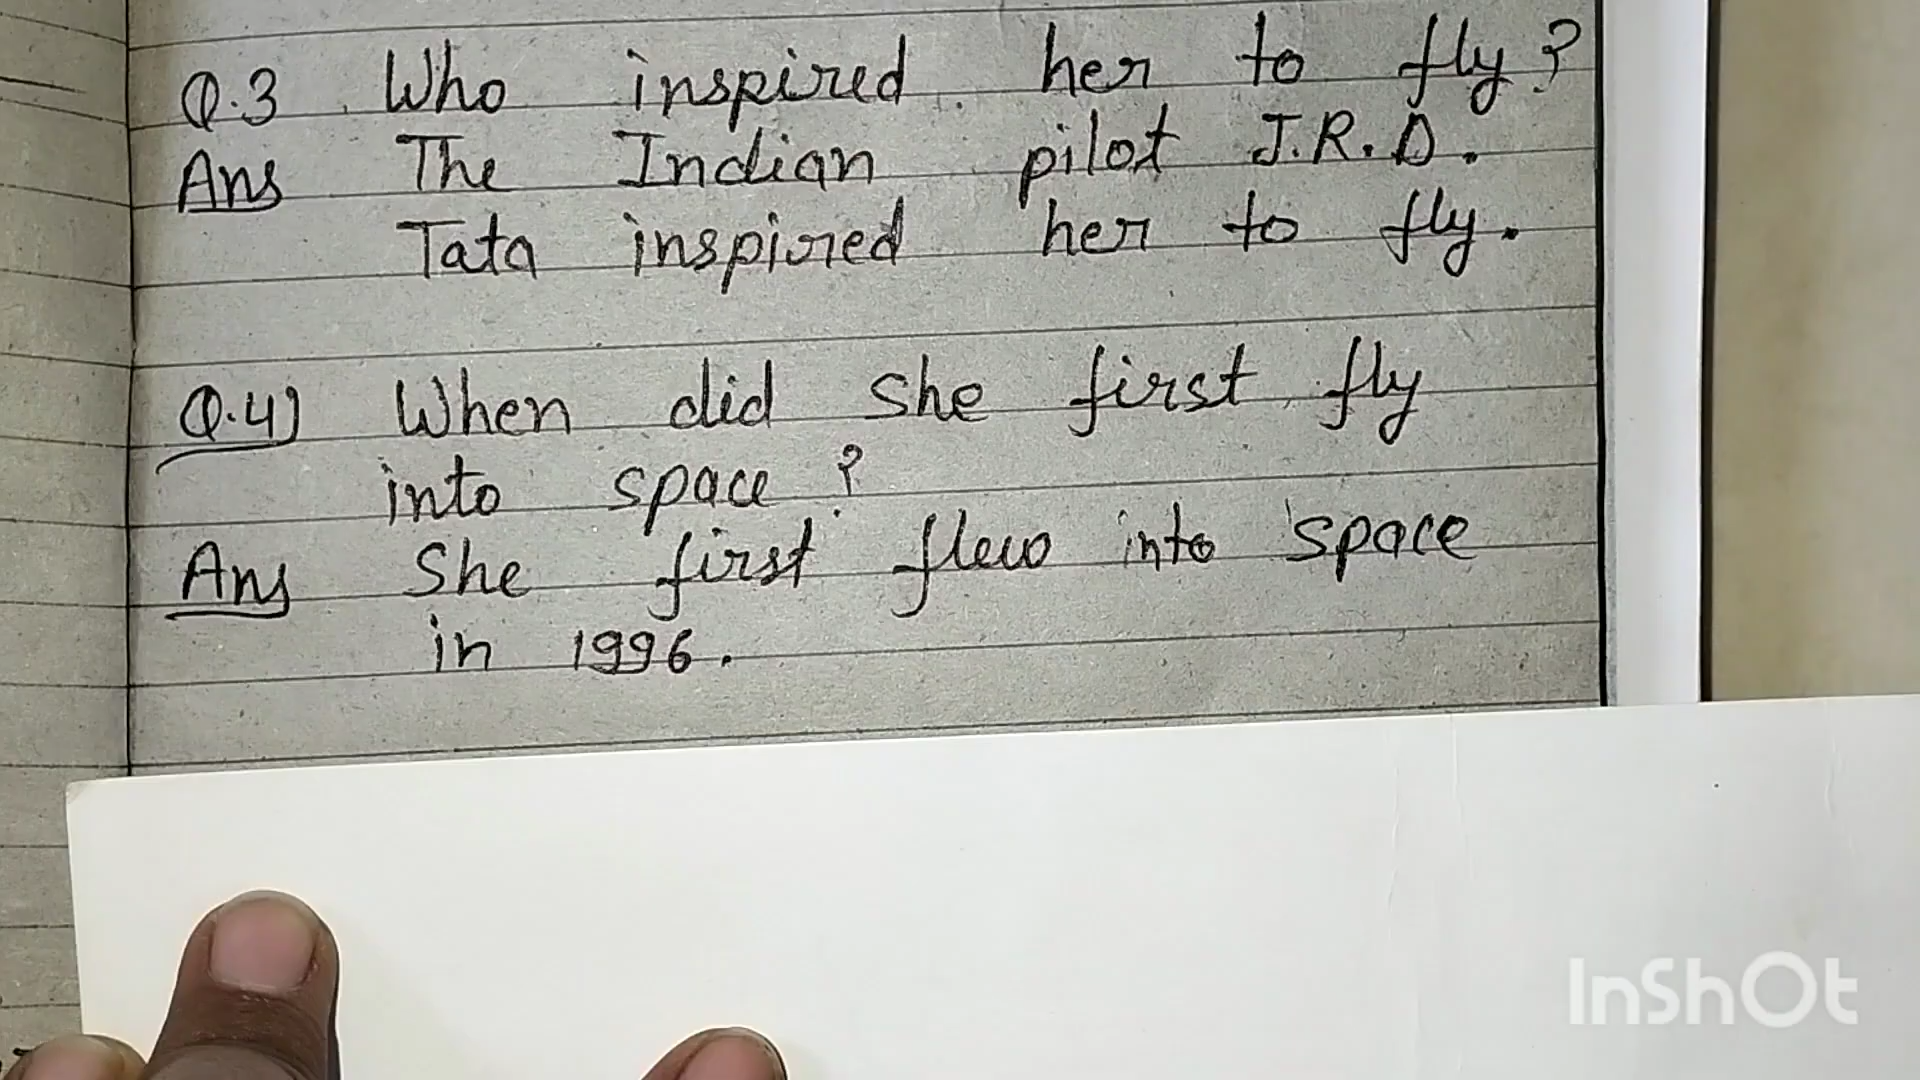 Q.3 Who inspired her to fly?
Ans The Indian pilot J.R.D.
Tata inspired her to fly.
Q.4) When did she first fly
into space?
Ans She first flew into space
in 1996.
InShOt